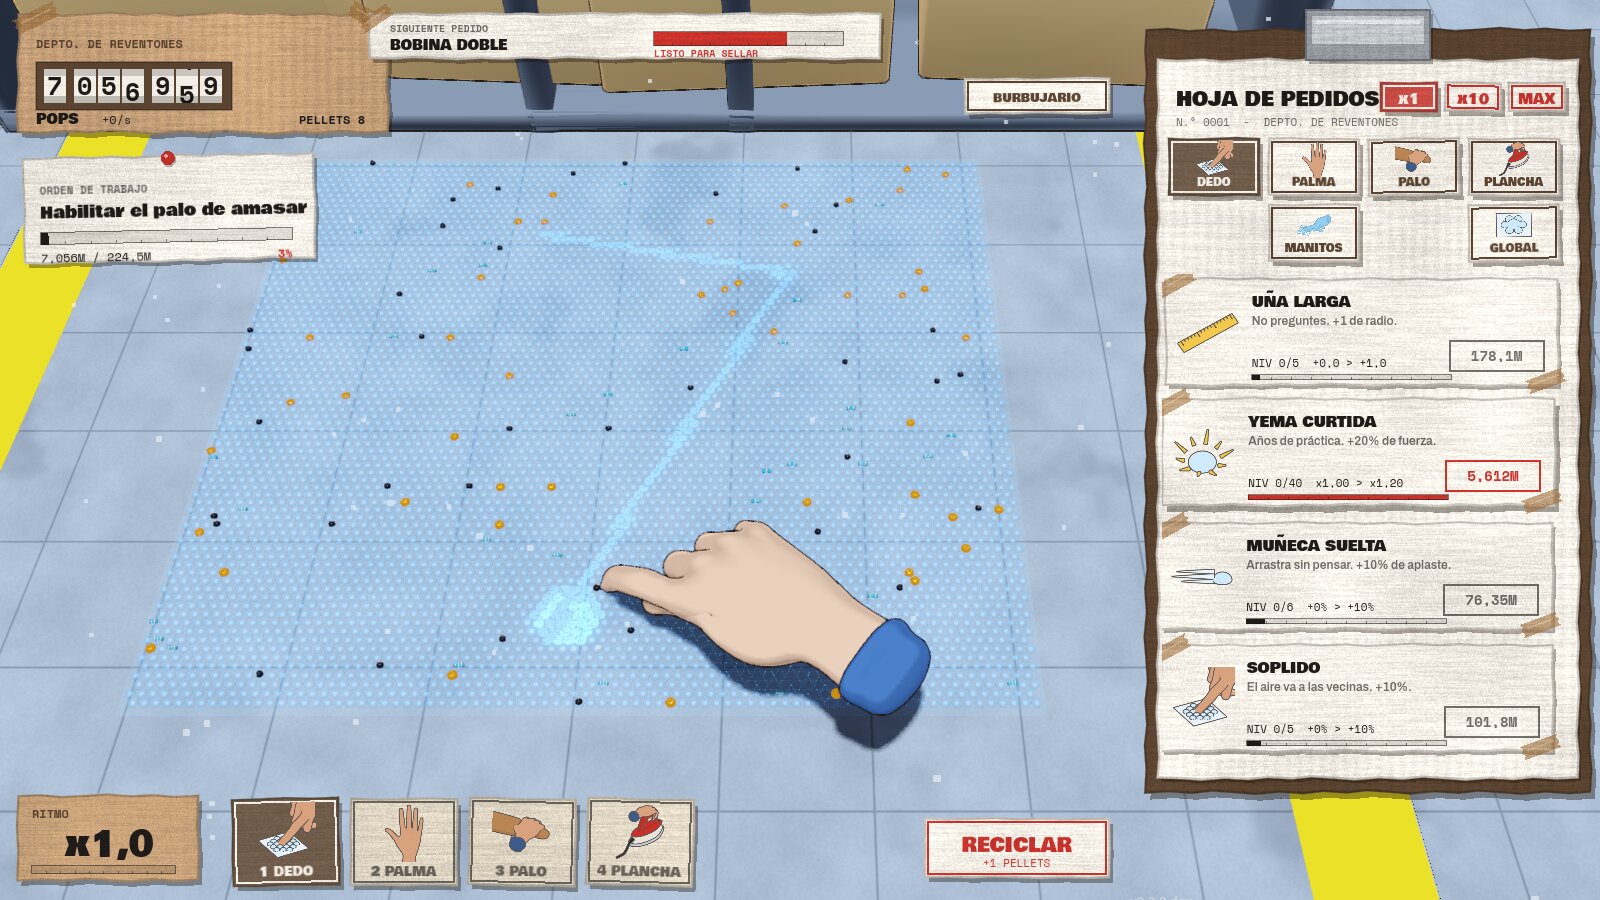 DEPTO. DE REVENTONES
7 056 959
POPS +0/s PELLETS 8
SIGUIENTE PEDIDO
BOBINA DOBLE
LISTO PARA SELLAR
BURBUJARIO
ORDEN DE TRABAJO
Habilitar el palo de amasar
7,056M / 224,5M 3%
HOJA DE PEDIDOS
x1 x10 MAX
N.° 0001 - DEPTO. DE REVENTONES
DEDO PALMA PALO PLANCHA
MANITOS GLOBAL
UÑA LARGA
No preguntes. +1 de radio.
NIV 0/5 +0,0 > +1,0
178,1M
YEMA CURTIDA
Años de práctica. +20% de fuerza.
NIV 0/40 x1,00 > x1,20
5,612M
MUÑECA SUELTA
Arrastra sin pensar. +10% de aplaste.
NIV 0/6 +0% > +10%
76,35M
SOPLIDO
El aire va a las vecinas. +10%.
NIV 0/5 +0% > +10%
101,8M
RITMO
x1,0
1 DEDO 2 PALMA 3 PALO 4 PLANCHA
RECICLAR
+1 PELLETS